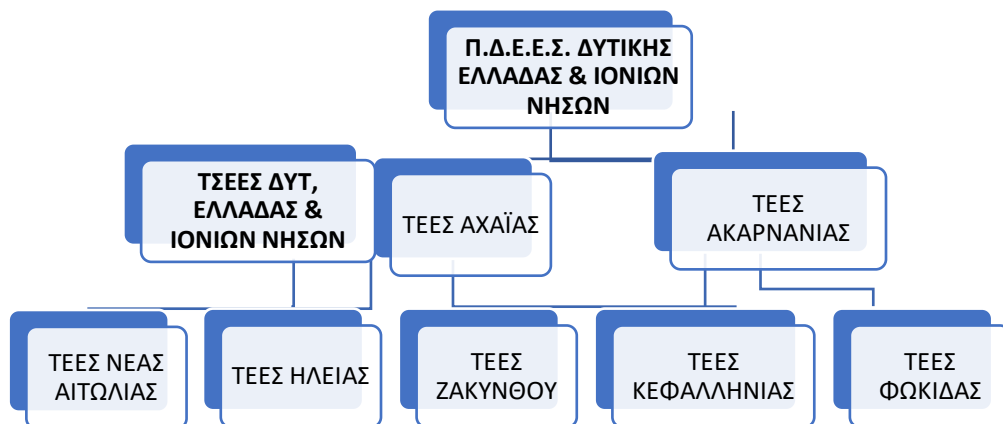 Π.Δ.Ε.Ε.Σ. ΔΥΤΙΚΗΣ
ΕΛΛΑΔΑΣ & ΙΟΝΙΩΝ
ΝΗΣΩΝ
ΤΣΕΕΣ ΔΥΤ,
ΕΛΛΑΔΑΣ &
ΙΟΝΙΩΝ ΝΗΣΩΝ
ΤΕΕΣ ΑΧΑΪΑΣ
ΤΕΕΣ
ΑΚΑΡΝΑΝΙΑΣ
ΤΕΕΣ ΝΕΑΣ
ΑΙΤΩΛΙΑΣ
ΤΕΕΣ ΗΛΕΙΑΣ
ΤΕΕΣ
ΖΑΚΥΝΘΟΥ
ΤΕΕΣ
ΚΕΦΑΛΛΗΝΙΑΣ
ΤΕΕΣ
ΦΩΚΙΔΑΣ